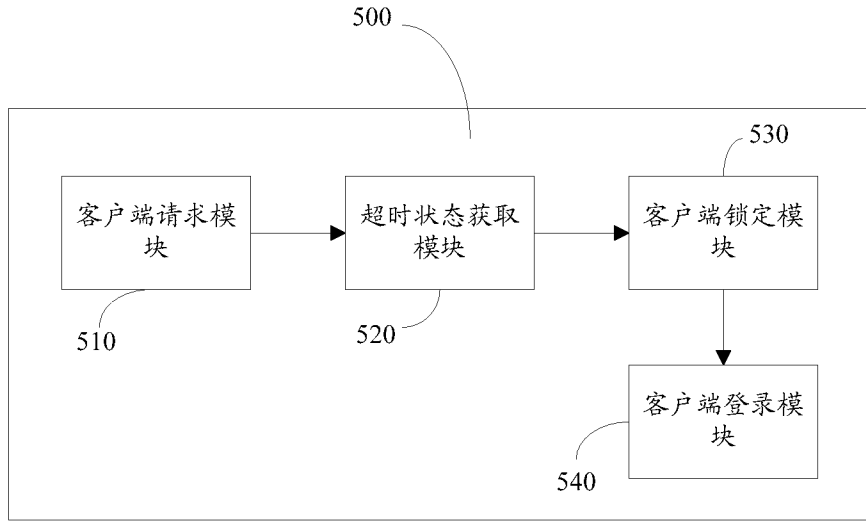 500
530
客户端请求模
块
超时状态获取
模块
客户端锁定模
块
510
520
客户端登录模
块
540